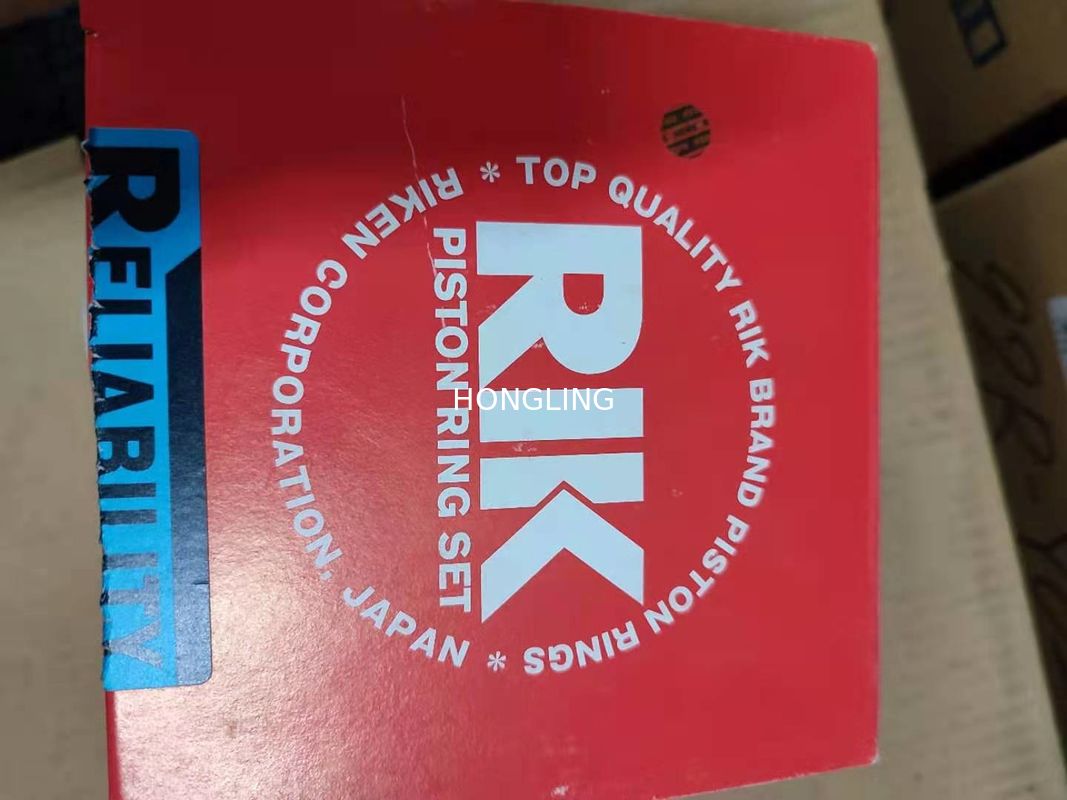 TOP QUALITY RIK BRAND PISTON RINGS
RIK
PISTON RING SET
* RIKEN CORPORATION, JAPAN *
RELIABILITY
HONGLING